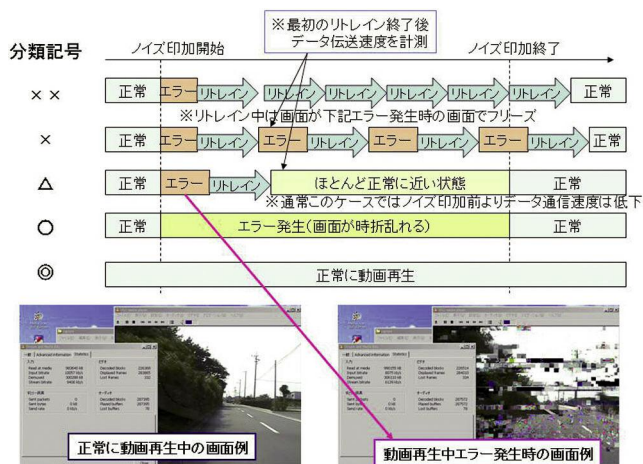 ※最初のリトレイン終了後
データ伝送速度を計測
分類記号
ノイズ印加開始
ノイズ印加終了
××
正常
エラー
リトレイン
リトレイン
リトレイン
リトレイン
リトレイン
リトレイン
正常
※リトレイン中は画面が下記エラー発生時の画面でフリーズ
×
正常
エラー
リトレイン
エラー
リトレイン
エラー
リトレイン
エラー
リトレイン
正常
△
正常
エラー
リトレイン
ほとんど正常に近い状態
正常
※通常このケースではノイズ印加前よりデータ通信速度は低下
○
正常
エラー発生(画面が時折乱れる)
正常
◎
正常に動画再生
Advanced Information
Statistics
正常に動画再生中の画面例
Advanced Information
Statistics
動画再生中エラー発生時の画面例